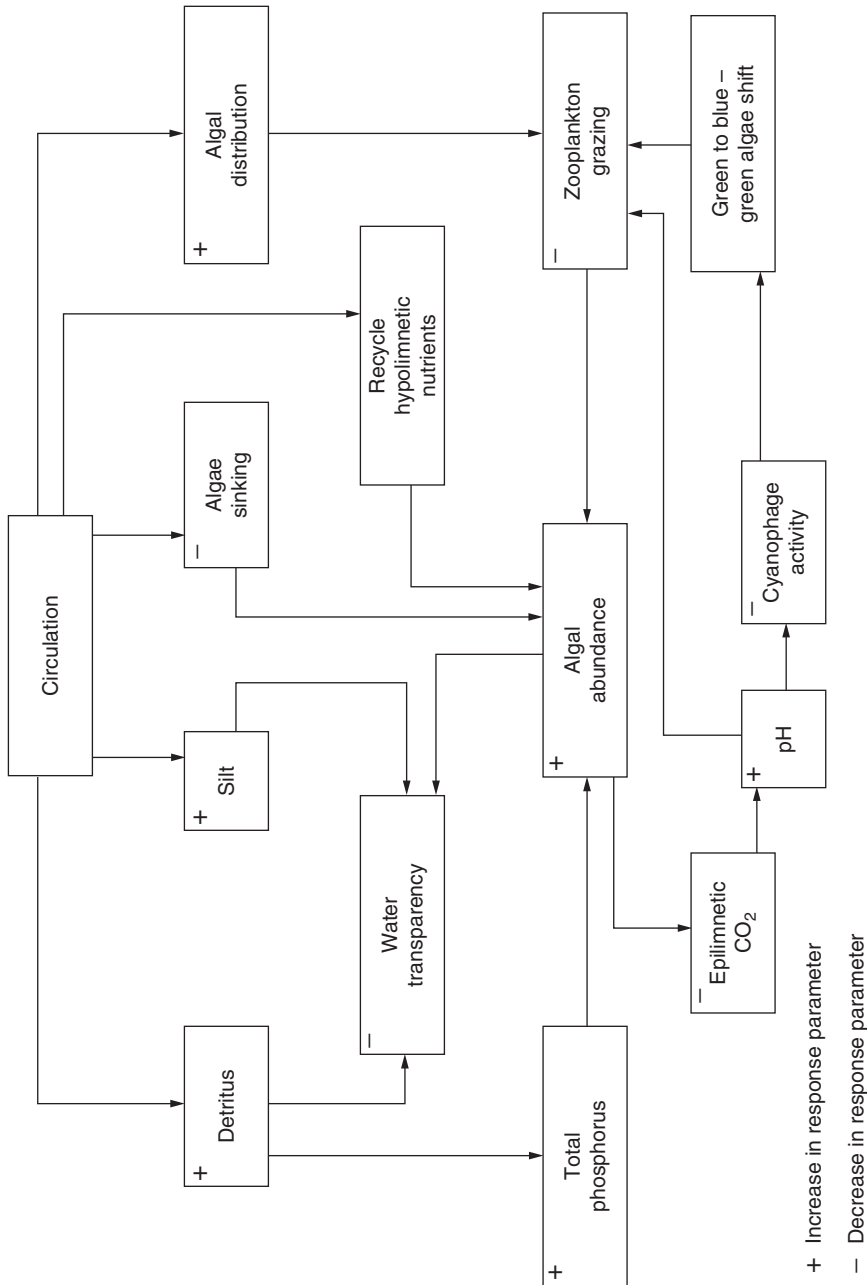 Circulation
+
Detritus
+
Silt
−
Algae
sinking
+
Algal
distribution
−
Water
transparency
Recycle
hypolimnetic
nutrients
+
Total
phosphorus
+
Algal
abundance
−
Zooplankton
grazing
−
Epilimnetic
CO₂
+
pH
−
Cyanophage
activity
Green to blue –
green algae shift
+ Increase in response parameter
− Decrease in response parameter